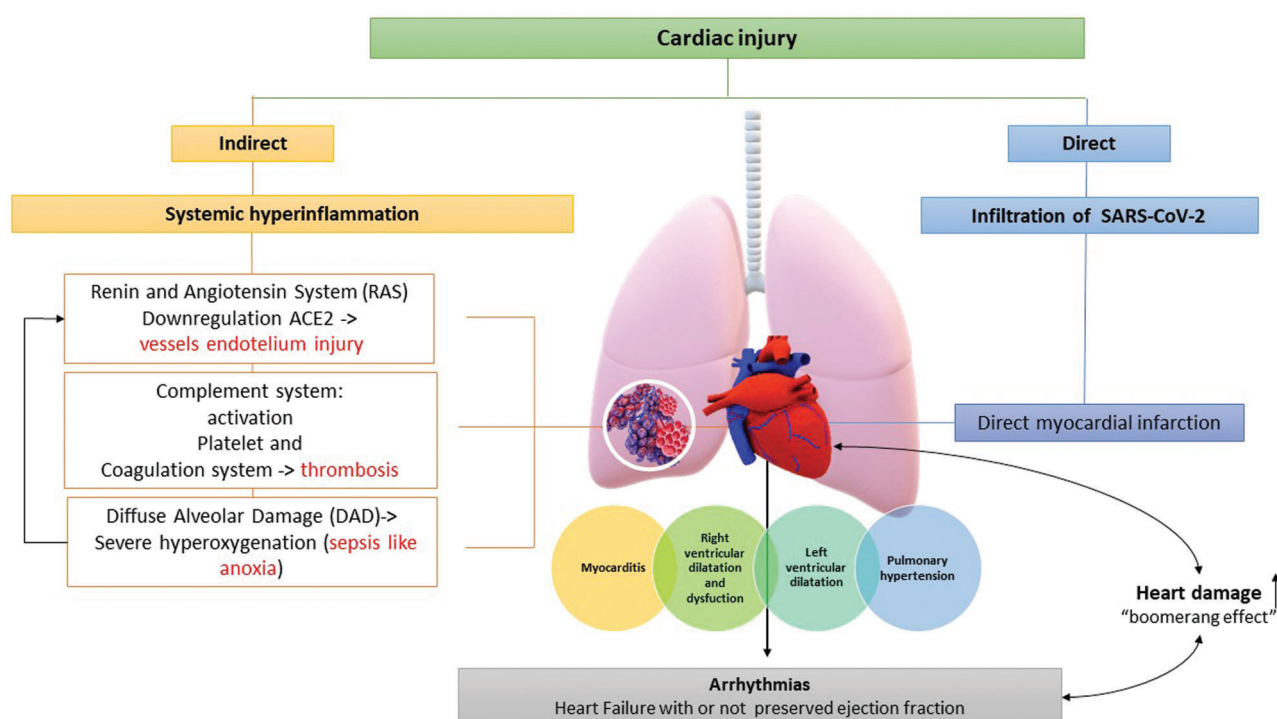 Cardiac injury
Indirect
Direct
Systemic hyperinflammation
Infiltration of SARS-CoV-2
Renin and Angiotensin System (RAS)
Downregulation ACE2 ->
vessels endotelium injury
Complement system:
activation
Platelet and
Coagulation system -> thrombosis
Diffuse Alveolar Damage (DAD)->
Severe hyperoxygenation (sepsis like
anoxia)
Direct myocardial infarction
Myocarditis
Right
ventricular
dilatation
and
dysfuction
Left
ventricular
dilatation
Pulmonary
hypertension
Heart damage
“boomerang effect”
Arrhythmias
Heart Failure with or not preserved ejection fraction